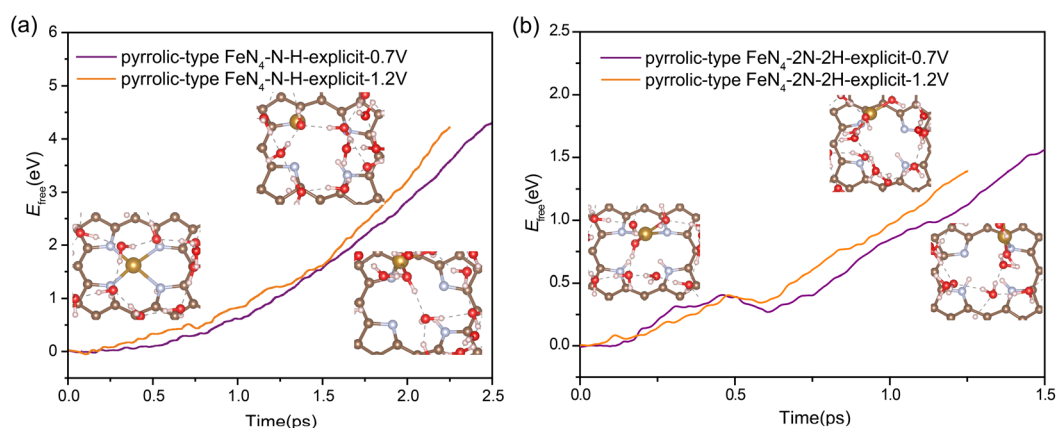 (a)
pyrrolic-type FeN₄-N-H-explicit-0.7V
pyrrolic-type FeN₄-N-H-explicit-1.2V
E_free(eV)
6
5
4
3
2
1
0
0.0 0.5 1.0 1.5 2.0 2.5
Time(ps)
(b)
pyrrolic-type FeN₄-2N-2H-explicit-0.7V
pyrrolic-type FeN₄-2N-2H-explicit-1.2V
E_free(eV)
2.5
2.0
1.5
1.0
0.5
0.0
0.0 0.5 1.0 1.5
Time(ps)